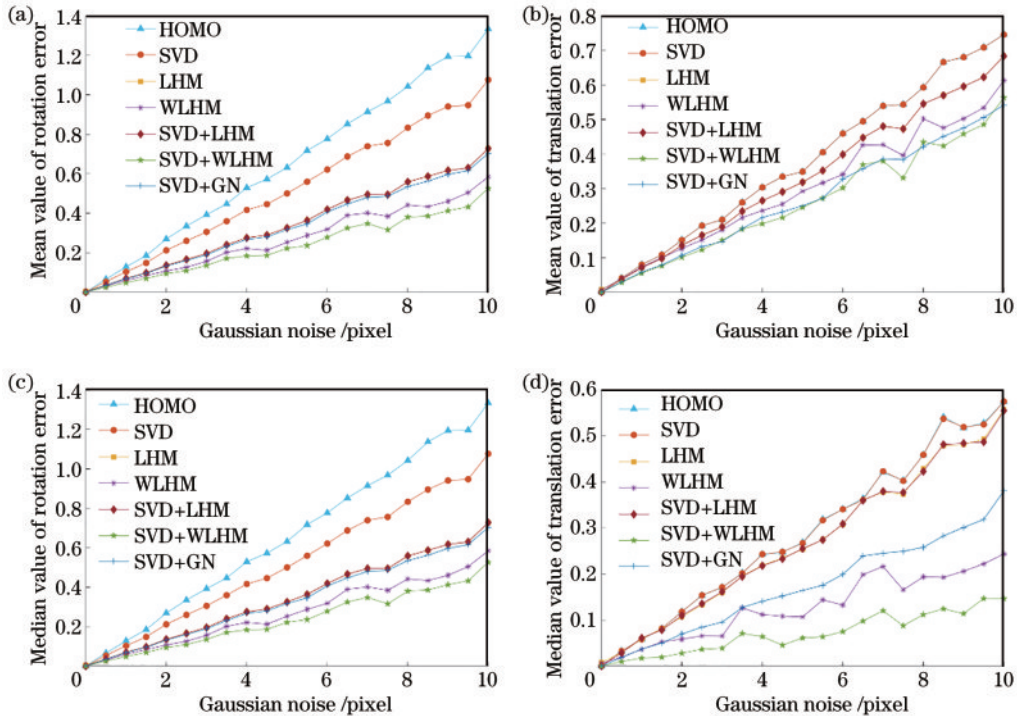 (a)
Mean value of rotation error
1.4
1.2
1.0
0.8
0.6
0.4
0.2
0
2
4
6
8
10
Gaussian noise /pixel
HOMO
SVD
LHM
WLHM
SVD+LHM
SVD+WLHM
SVD+GN
(b)
Mean value of translation error
0.8
0.7
0.6
0.5
0.4
0.3
0.2
0.1
0
2
4
6
8
10
Gaussian noise /pixel
HOMO
SVD
LHM
WLHM
SVD+LHM
SVD+WLHM
SVD+GN
(c)
Median value of rotation error
1.4
1.2
1.0
0.8
0.6
0.4
0.2
0
2
4
6
8
10
Gaussian noise /pixel
HOMO
SVD
LHM
WLHM
SVD+LHM
SVD+WLHM
SVD+GN
(d)
Median value of translation error
0.6
0.5
0.4
0.3
0.2
0.1
0
2
4
6
8
10
Gaussian noise /pixel
HOMO
SVD
LHM
WLHM
SVD+LHM
SVD+WLHM
SVD+GN